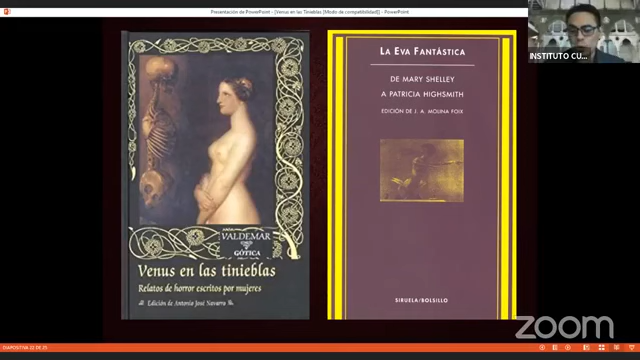 Presentación de PowerPoint - [Venus en las Tinieblas [Modo de compatibilidad]] - PowerPoint
INSTITUTO CU...
VALDEMAR
GÓTICA
Venus en las tinieblas
Relatos de horror escritos por mujeres
Edición de Antonio José Navarro
LA EVA FANTÁSTICA
DE MARY SHELLEY
A PATRICIA HIGHSMITH
EDICIÓN DE J. A. MOLINA FOIX
SIRUELA/BOLSILLO
zoom
DIAPOSITIVA 22 DE 25